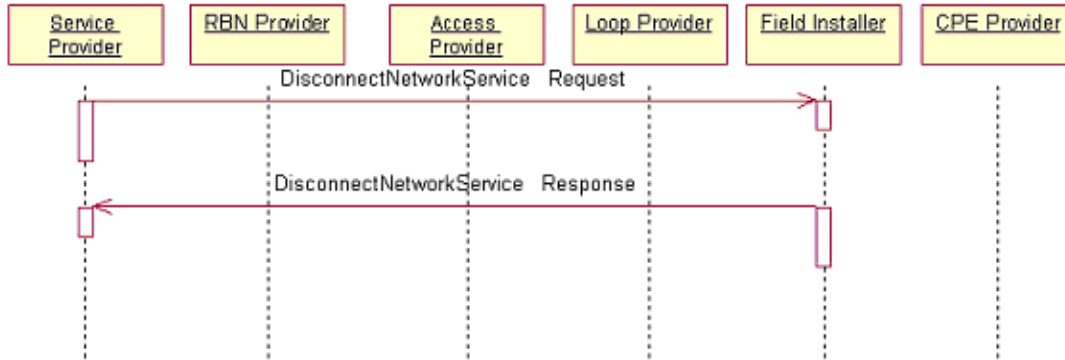 Service
Provider
RBN Provider
Access
Provider
Loop Provider
Field Installer
CPE Provider
DisconnectNetworkService Request
DisconnectNetworkService Response